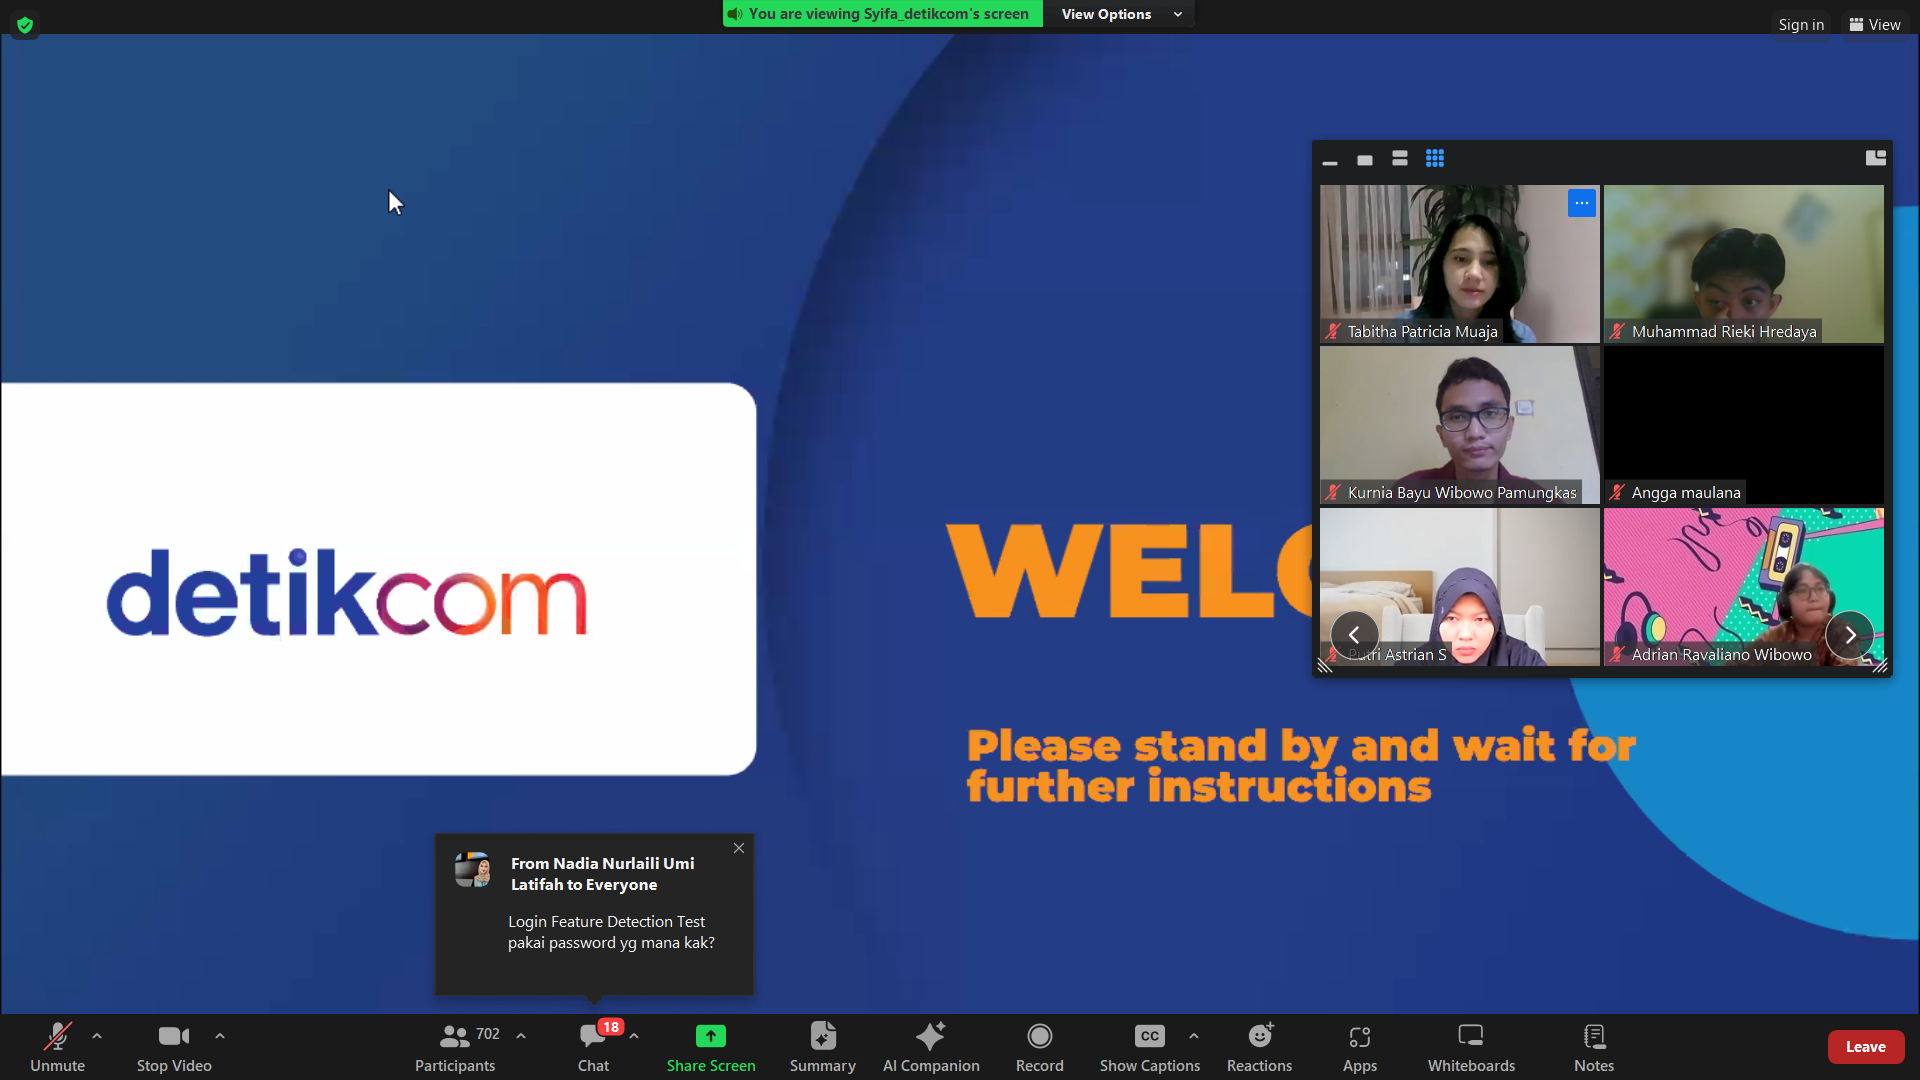 You are viewing Syifa_detikcom's screen
View Options
Sign in
View
Tabitha Patricia Muaja
Muhammad Rieki Hredaya
Kurnia Bayu Wibowo Pamungkas
Angga maulana
Putri Astrian S
Adrian Ravaliano Wibowo
detikcom
WELC
Please stand by and wait for
further instructions
From Nadia Nurlaili Umi
Latifah to Everyone
Login Feature Detection Test
pakai password yg mana kak?
Unmute
Stop Video
702
Participants
18
Chat
Share Screen
Summary
AI Companion
Record
CC
Show Captions
Reactions
Apps
Whiteboards
Notes
Leave